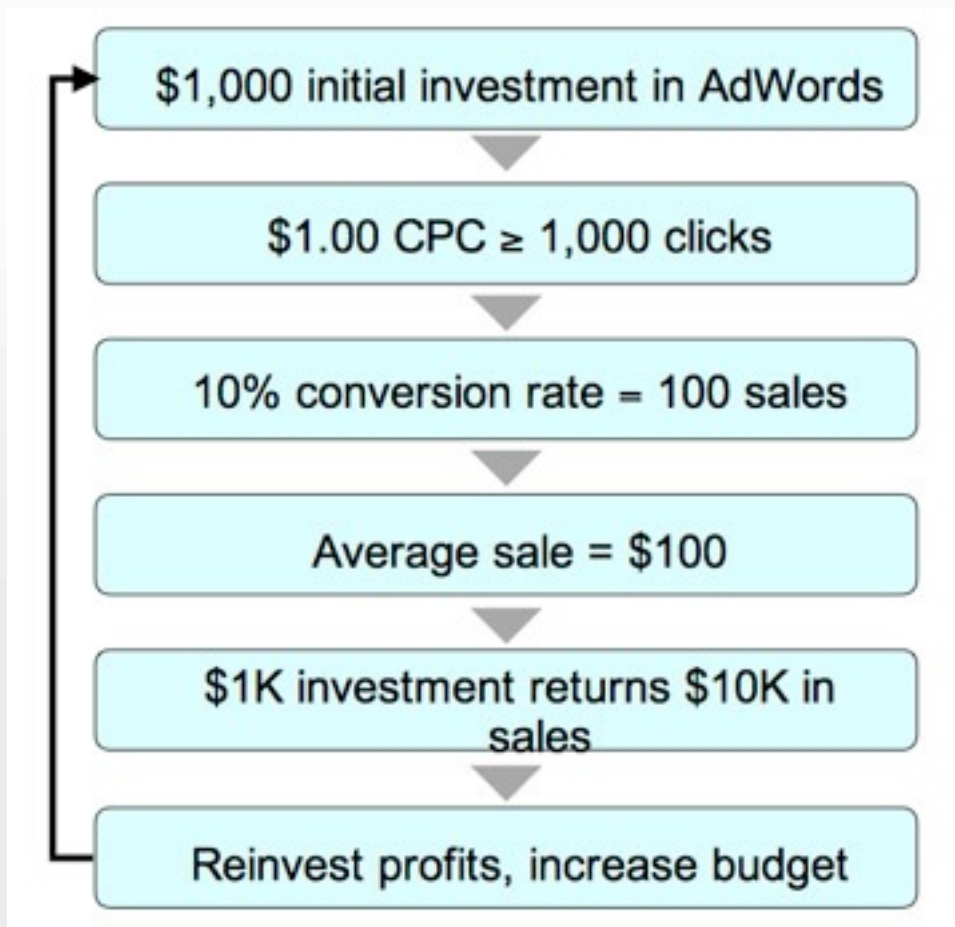 $1,000 initial investment in AdWords
$1.00 CPC ≥ 1,000 clicks
10% conversion rate = 100 sales
Average sale = $100
$1K investment returns $10K in
sales
Reinvest profits, increase budget